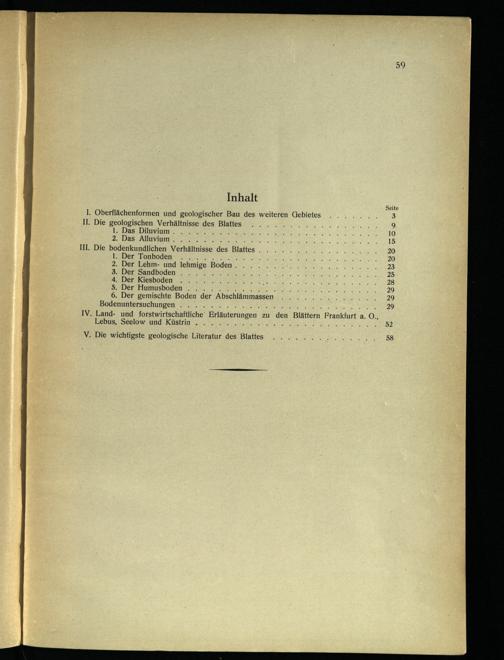 59
Inhalt
Seite
I. Oberflächenformen und geologischer Bau des weiteren Gebietes . . . . . . . 3
II. Die geologischen Verhältnisse des Blattes . . . . . . . . . . . . . . 9
1. Das Diluvium . . . . . . . . . . . . . . . . . . . . . . 10
2. Das Alluvium . . . . . . . . . . . . . . . . . . . . . . 15
III. Die bodenkundlichen Verhältnisse des Blattes . . . . . . . . . . . . . 20
1. Der Tonboden . . . . . . . . . . . . . . . . . . . . . . 20
2. Der Lehm- und lehmige Boden . . . . . . . . . . . . . . . 23
3. Der Sandboden . . . . . . . . . . . . . . . . . . . . . 25
4. Der Kiesboden . . . . . . . . . . . . . . . . . . . . . 28
5. Der Humusboden . . . . . . . . . . . . . . . . . . . . 29
6. Der gemischte Boden der Abschlämmassen . . . . . . . . . . . 29
Bodenuntersuchungen . . . . . . . . . . . . . . . . . . . . . 29
IV. Land- und forstwirtschaftliche Erläuterungen zu den Blättern Frankfurt a. O.,
Lebus, Seelow und Küstrin . . . . . . . . . . . . . . . . . . . 52
V. Die wichtigste geologische Literatur des Blattes . . . . . . . . . . . . 58